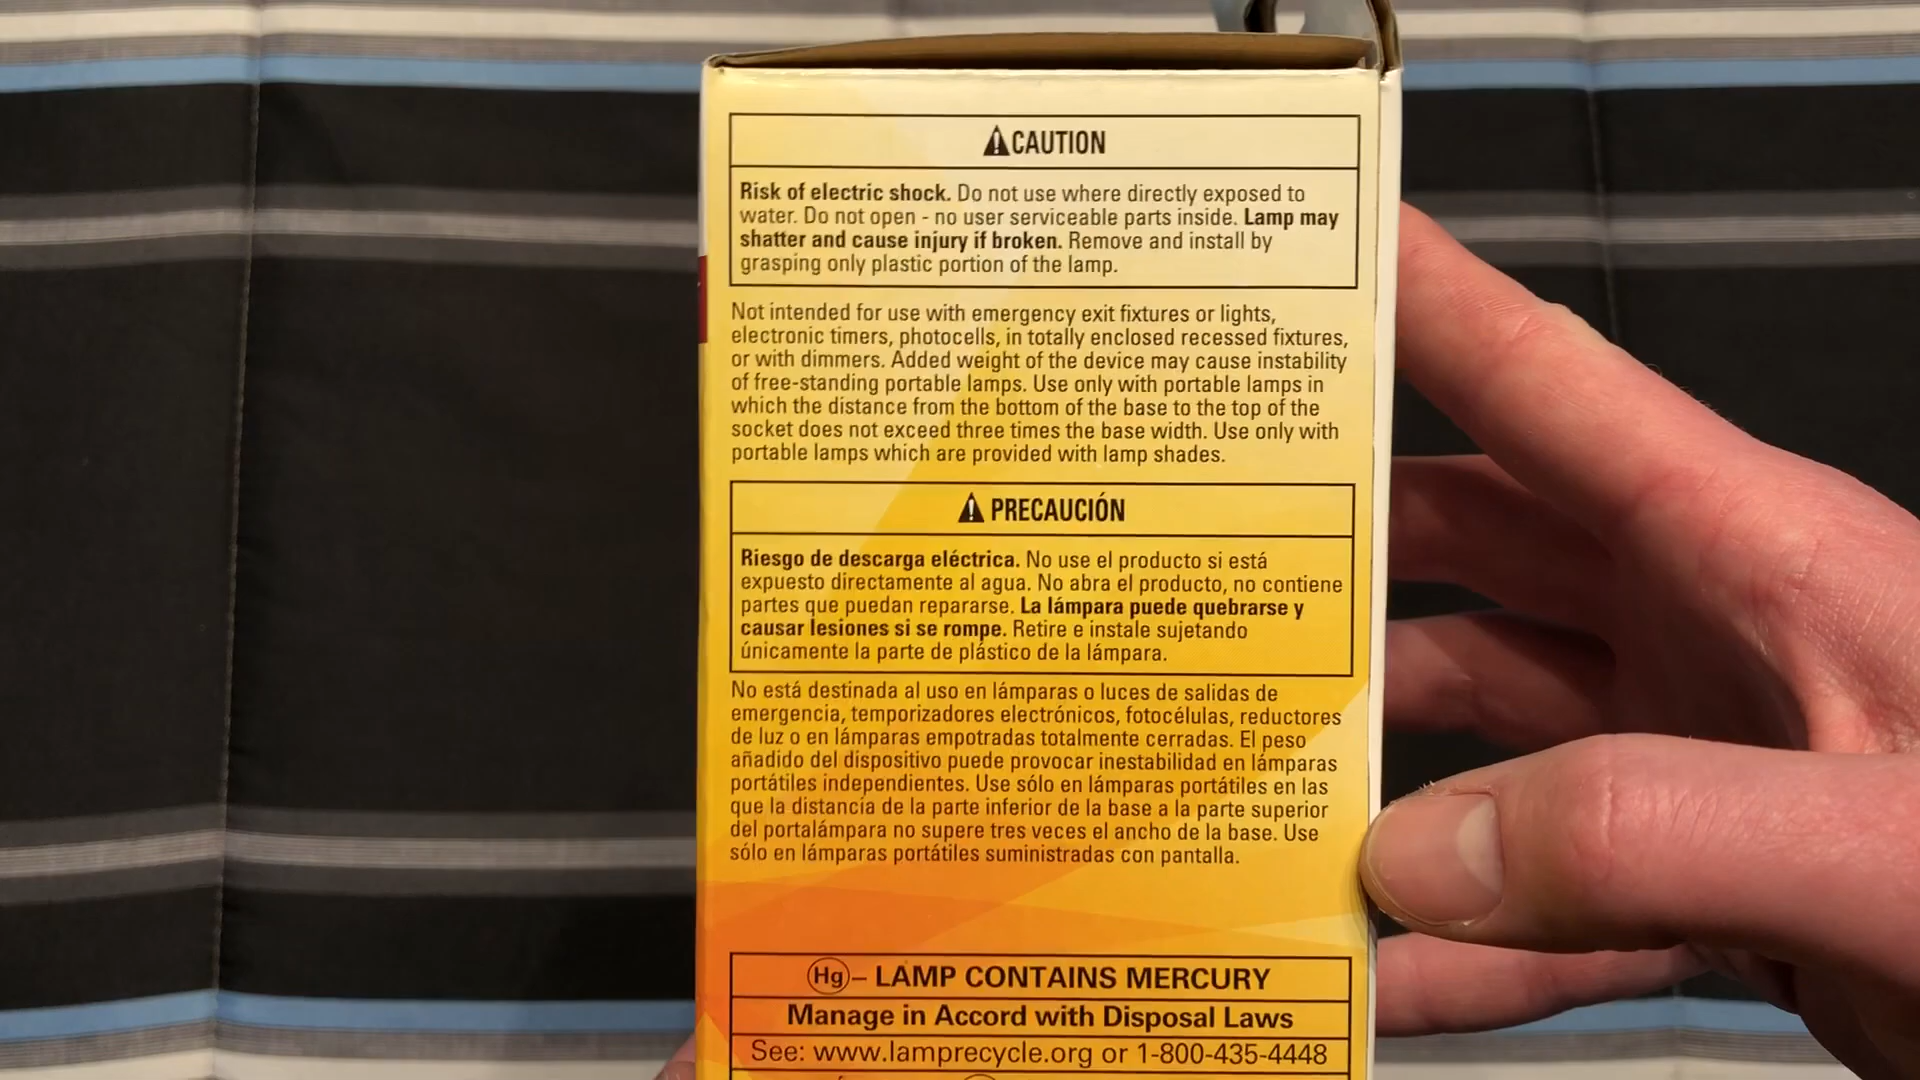 CAUTION
Risk of electric shock. Do not use where directly exposed to
water. Do not open - no user serviceable parts inside. Lamp may
shatter and cause injury if broken. Remove and install by
grasping only plastic portion of the lamp.
Not intended for use with emergency exit fixtures or lights,
electronic timers, photocells, in totally enclosed recessed fixtures,
or with dimmers. Added weight of the device may cause instability
of free-standing portable lamps. Use only with portable lamps in
which the distance from the bottom of the base to the top of the
socket does not exceed three times the base width. Use only with
portable lamps which are provided with lamp shades.
PRECAUCIÓN
Riesgo de descarga eléctrica. No use el producto si está
expuesto directamente al agua. No abra el producto, no contiene
partes que puedan repararse. La lámpara puede quebrarse y
causar lesiones si se rompe. Retire e instale sujetando
únicamente la parte de plástico de la lámpara.
No está destinada al uso en lámparas o luces de salidas de
emergencia, temporizadores electrónicos, fotocélulas, reductores
de luz o en lámparas empotradas totalmente cerradas. El peso
añadido del dispositivo puede provocar inestabilidad en lámparas
portátiles independientes. Use sólo en lámparas portátiles en las
que la distancia de la parte inferior de la base a la parte superior
del portalámpara no supere tres veces el ancho de la base. Use
sólo en lámparas portátiles suministradas con pantalla.
Hg – LAMP CONTAINS MERCURY
Manage in Accord with Disposal Laws
See: www.lamprecycle.org or 1-800-435-4448